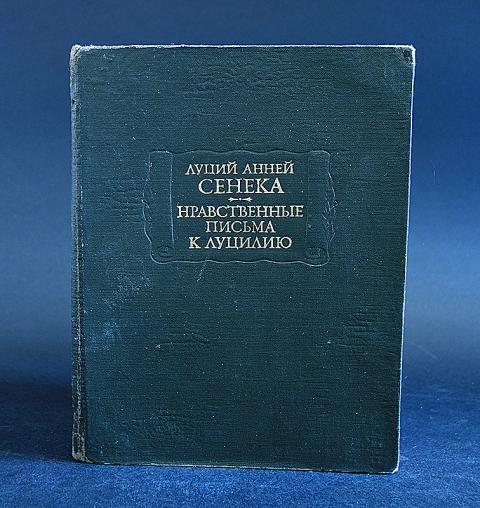 ЛУЦИЙ АННЕЙ
СЕНЕКА
НРАВСТВЕННЫЕ
ПИСЬМА
К ЛУЦИЛИЮ